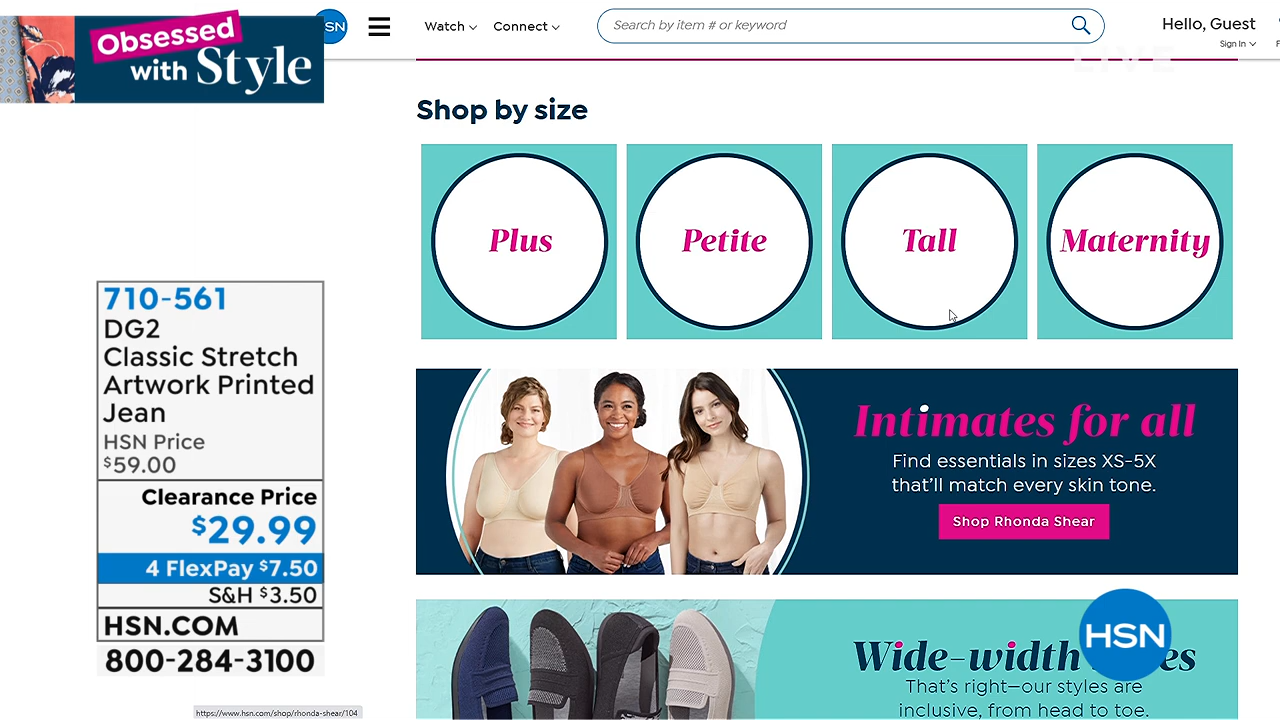 Obsessed
with Style
HSN
Watch
Connect
Search by item # or keyword
Hello, Guest
Sign In
LIVE
Shop by size
Plus
Petite
Tall
Maternity
710-561
DG2
Classic Stretch
Artwork Printed
Jean
HSN Price
$59.00
Clearance Price
$29.99
4 FlexPay $7.50
S&H $3.50
HSN.COM
800-284-3100
Intimates for all
Find essentials in sizes XS-5X
that'll match every skin tone.
Shop Rhonda Shear
Wide-width
HSN
That's right—our styles are
inclusive, from head to toe.
https://www.hsn.com/shop/rhonda-shear/104